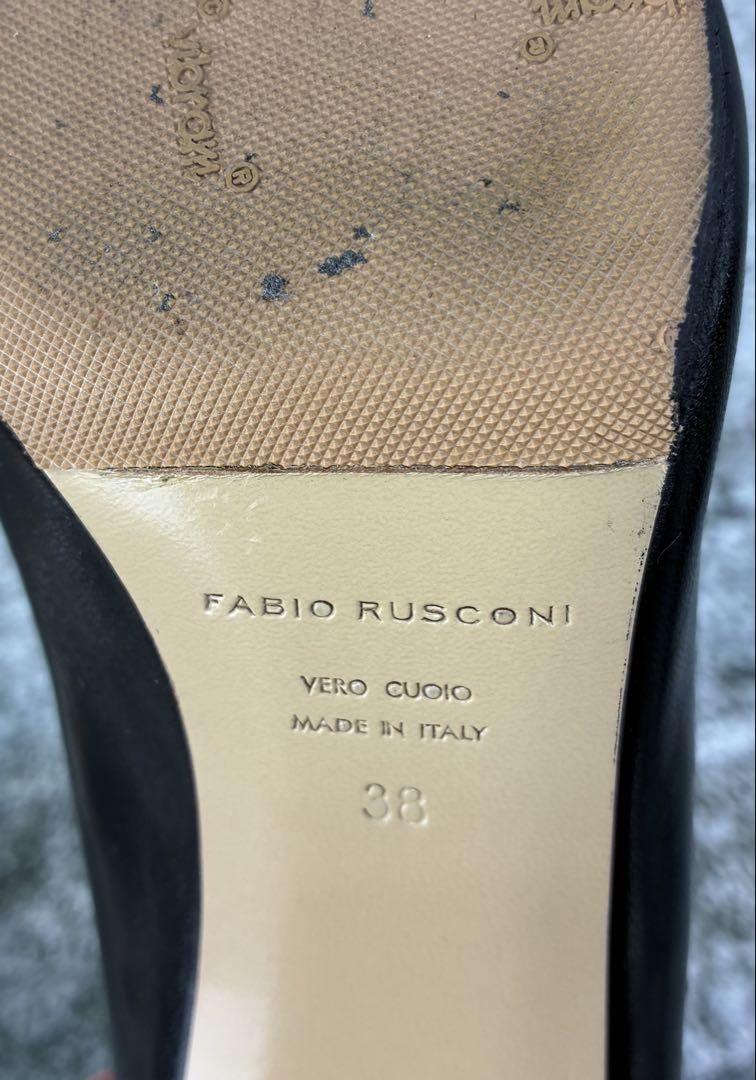 ®
®
FABIO RUSCONI
VERO CUOIO
MADE IN ITALY
38